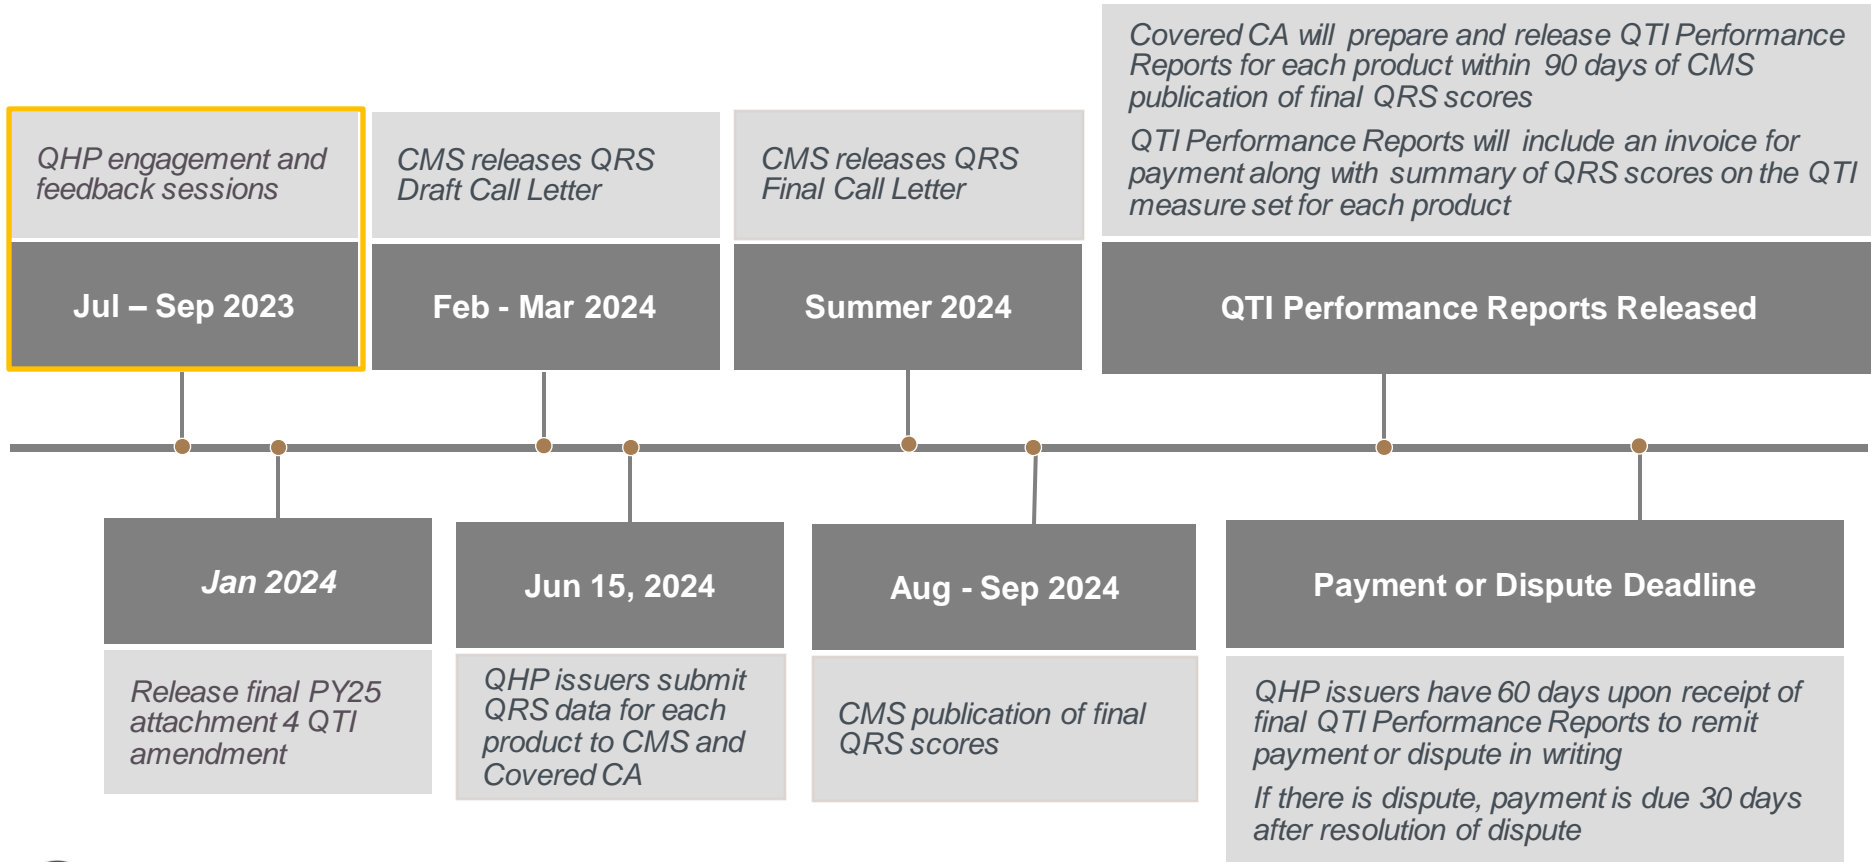 QHP engagement and
feedback sessions
Jul – Sep 2023
CMS releases QRS
Draft Call Letter
Feb - Mar 2024
CMS releases QRS
Final Call Letter
Summer 2024
Covered CA will prepare and release QTI Performance
Reports for each product within 90 days of CMS
publication of final QRS scores
QTI Performance Reports will include an invoice for
payment along with summary of QRS scores on the QTI
measure set for each product
QTI Performance Reports Released
Jan 2024
Release final PY25
attachment 4 QTI
amendment
Jun 15, 2024
QHP issuers submit
QRS data for each
product to CMS and
Covered CA
Aug - Sep 2024
CMS publication of final
QRS scores
Payment or Dispute Deadline
QHP issuers have 60 days upon receipt of
final QTI Performance Reports to remit
payment or dispute in writing
If there is dispute, payment is due 30 days
after resolution of dispute